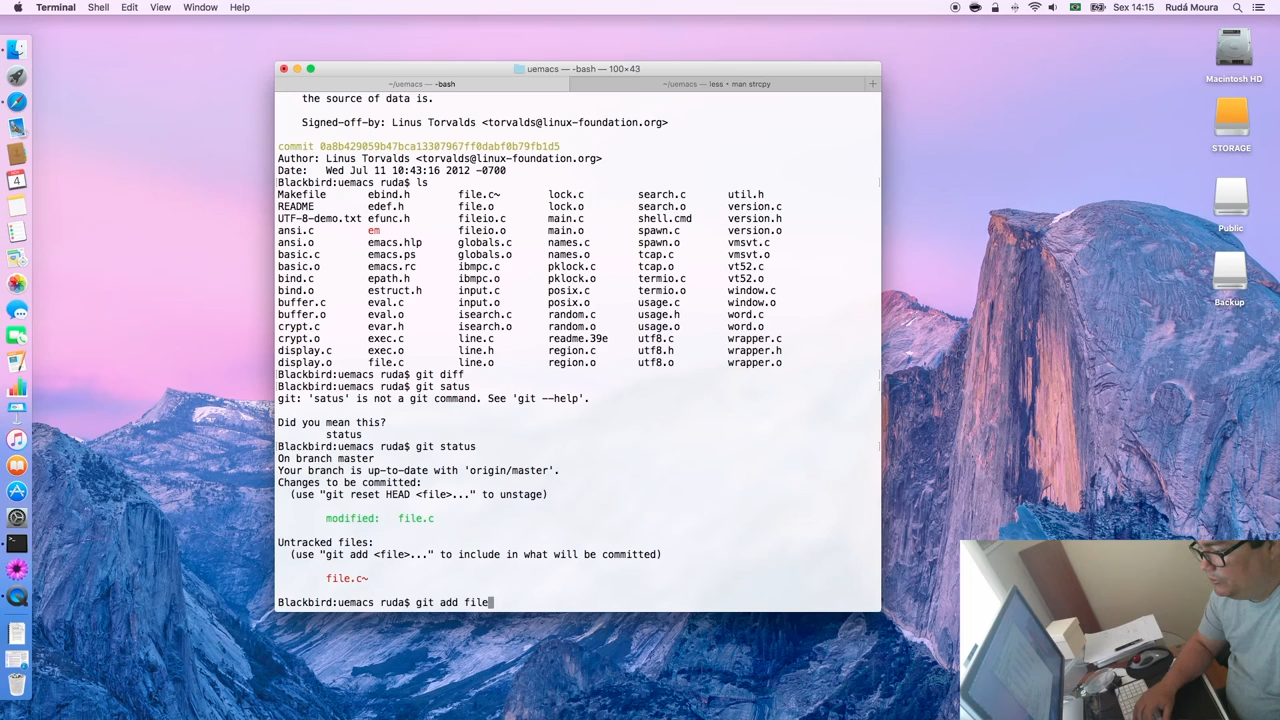 Terminal Shell Edit View Window Help
Sex 14:15 Rudá Moura
uemacs — -bash — 100×43
~/uemacs — -bash
~/uemacs — less • man strcpy
the source of data is.
Signed-off-by: Linus Torvalds <torvalds@linux-foundation.org>
commit 0a8b429059b47bca13307967ff0dabf0b79fb1d5
Author: Linus Torvalds <torvalds@linux-foundation.org>
Date: Wed Jul 11 10:43:16 2012 -0700
Blackbird:uemacs ruda$ ls
Makefile ebind.h file.c~ lock.c search.c util.h
README edef.h file.o lock.o search.o version.c
UTF-8-demo.txt efunc.h fileio.c main.c shell.cmd version.h
ansi.c em fileio.o main.o spawn.c version.o
ansi.o emacs.hlp globals.c names.c spawn.o vmsvt.c
basic.c emacs.ps globals.o names.o tcap.c vmsvt.o
basic.o emacs.rc ibmpc.c pklock.c tcap.o vt52.c
bind.c epath.h ibmpc.o pklock.o termio.c vt52.o
bind.o estruct.h input.c posix.c termio.o window.c
buffer.c eval.c input.o posix.o usage.c window.o
buffer.o eval.o isearch.c random.c usage.h word.c
crypt.c evar.h isearch.o random.o usage.o word.o
crypt.o exec.c line.c readme.39e utf8.c wrapper.c
display.c exec.o line.h region.c utf8.h wrapper.h
display.o file.c line.o region.o utf8.o wrapper.o
Blackbird:uemacs ruda$ git diff
Blackbird:uemacs ruda$ git satus
git: 'satus' is not a git command. See 'git --help'.
Did you mean this?
status
Blackbird:uemacs ruda$ git status
On branch master
Your branch is up-to-date with 'origin/master'.
Changes to be committed:
(use "git reset HEAD <file>..." to unstage)
modified: file.c
Untracked files:
(use "git add <file>..." to include in what will be committed)
file.c~
Blackbird:uemacs ruda$ git add file
Macintosh HD
STORAGE
Public
Backup
4